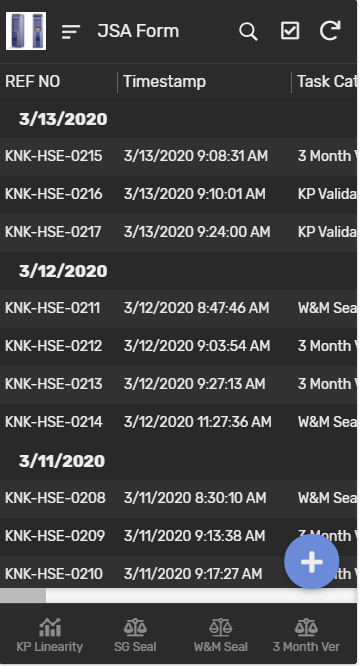 JSA Form
REF NO Timestamp Task Cat
3/13/2020
KNK-HSE-0215 3/13/2020 9:08:31 AM 3 Month V
KNK-HSE-0216 3/13/2020 9:10:01 AM KP Valida
KNK-HSE-0217 3/13/2020 9:24:00 AM KP Valida
3/12/2020
KNK-HSE-0211 3/12/2020 8:47:46 AM W&M Sea
KNK-HSE-0212 3/12/2020 9:03:54 AM 3 Month V
KNK-HSE-0213 3/12/2020 9:27:13 AM 3 Month V
KNK-HSE-0214 3/12/2020 11:27:36 AM W&M Sea
3/11/2020
KNK-HSE-0208 3/11/2020 8:30:10 AM W&M Sea
KNK-HSE-0209 3/11/2020 9:13:38 AM 3 Month V
KNK-HSE-0210 3/11/2020 9:17:27 AM
KP Linearity SG Seal W&M Seal 3 Month Ver